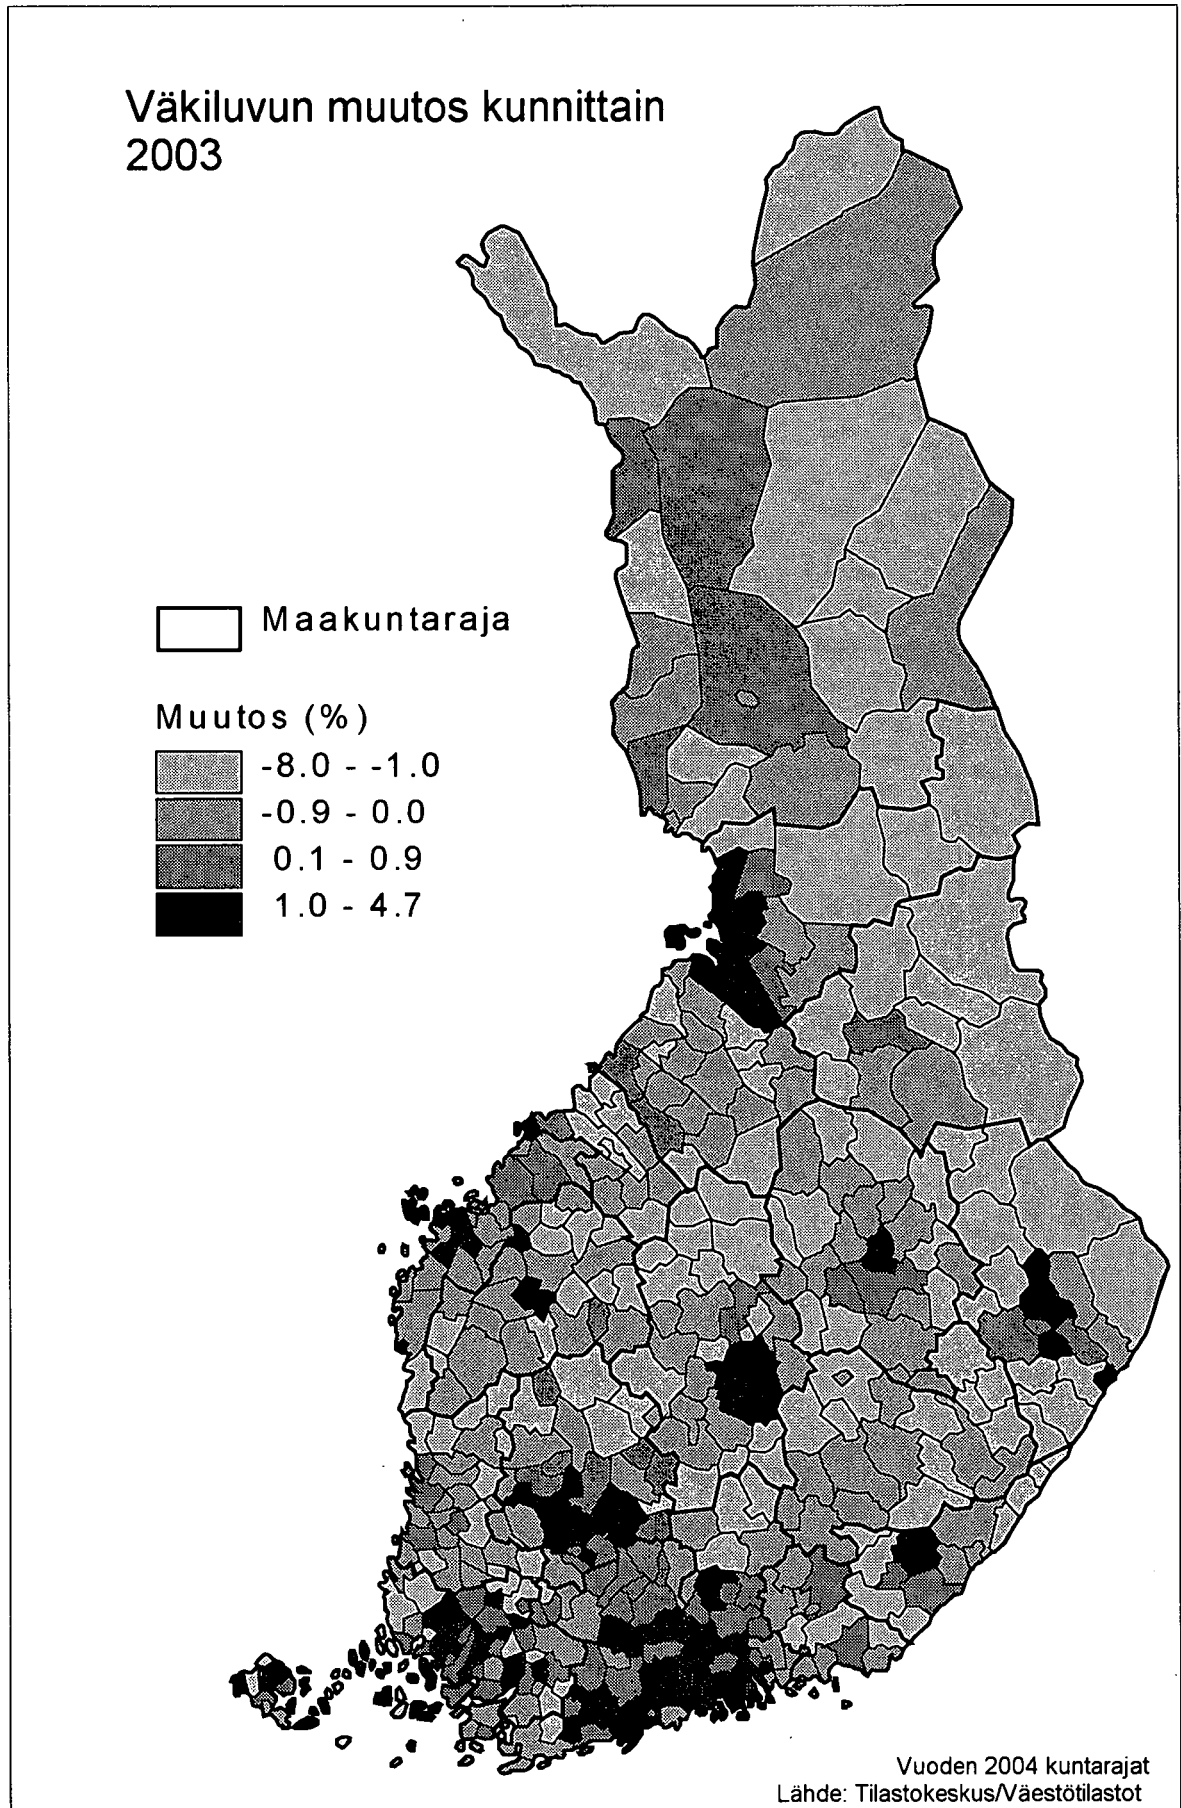 Väkiluvun muutos kunnittain
2003
Maakuntaraja
Muutos (%)
-8.0 - -1.0
-0.9 - 0.0
0.1 - 0.9
1.0 - 4.7
Vuoden 2004 kuntarajat
Lähde: Tilastokeskus/Väestötilastot